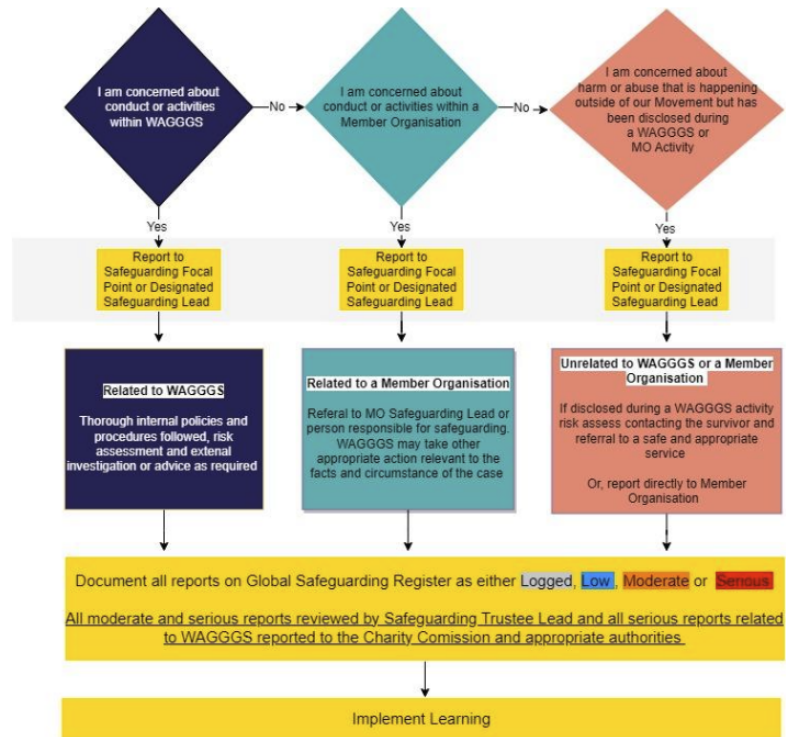 I am concerned about
conduct or activities
within WAGGGS
No
I am concerned about
conduct or activities within a
Member Organisation
No
I am concerned about
harm or abuse that is happening
outside of our Movement but has
been disclosed during
a WAGGGS or
MO Activity
Yes
Yes
Yes
Report to
Safeguarding Focal
Point or Designated
Safeguarding Lead
Report to
Safeguarding Focal
Point or Designated
Safeguarding Lead
Report to
Safeguarding Focal
Point or Designated
Safeguarding Lead
Related to WAGGGS
Thorough internal policies and
procedures followed, risk
assessment and extenal
investigation or advice as required
Related to a Member Organisation
Referal to MO Safeguarding Lead or
person responsible for safeguarding.
WAGGGS may take other
appropriate action relevant to the
facts and circumstance of the case
Unrelated to WAGGGS or a Member
Organisation
If disclosed during a WAGGGS activity
risk assess contacting the survivor and
referral to a safe and appropriate
service
Or, report directly to Member
Organisation
Document all reports on Global Safeguarding Register as either Logged, Low, Moderate or Serious
All moderate and serious reports reviewed by Safeguarding Trustee Lead and all serious reports related
to WAGGGS reported to the Charity Comission and appropriate authorities
Implement Learning